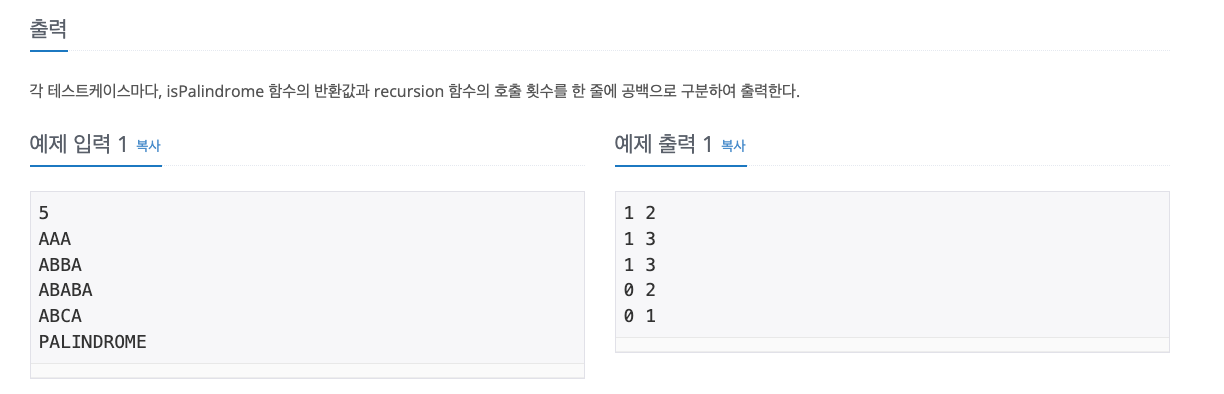 출력
각 테스트케이스마다, isPalindrome 함수의 반환값과 recursion 함수의 호출 횟수를 한 줄에 공백으로 구분하여 출력한다.
예제 입력 1 복사
5
AAA
ABBA
ABABA
ABCA
PALINDROME
예제 출력 1 복사
1 2
1 3
1 3
0 2
0 1